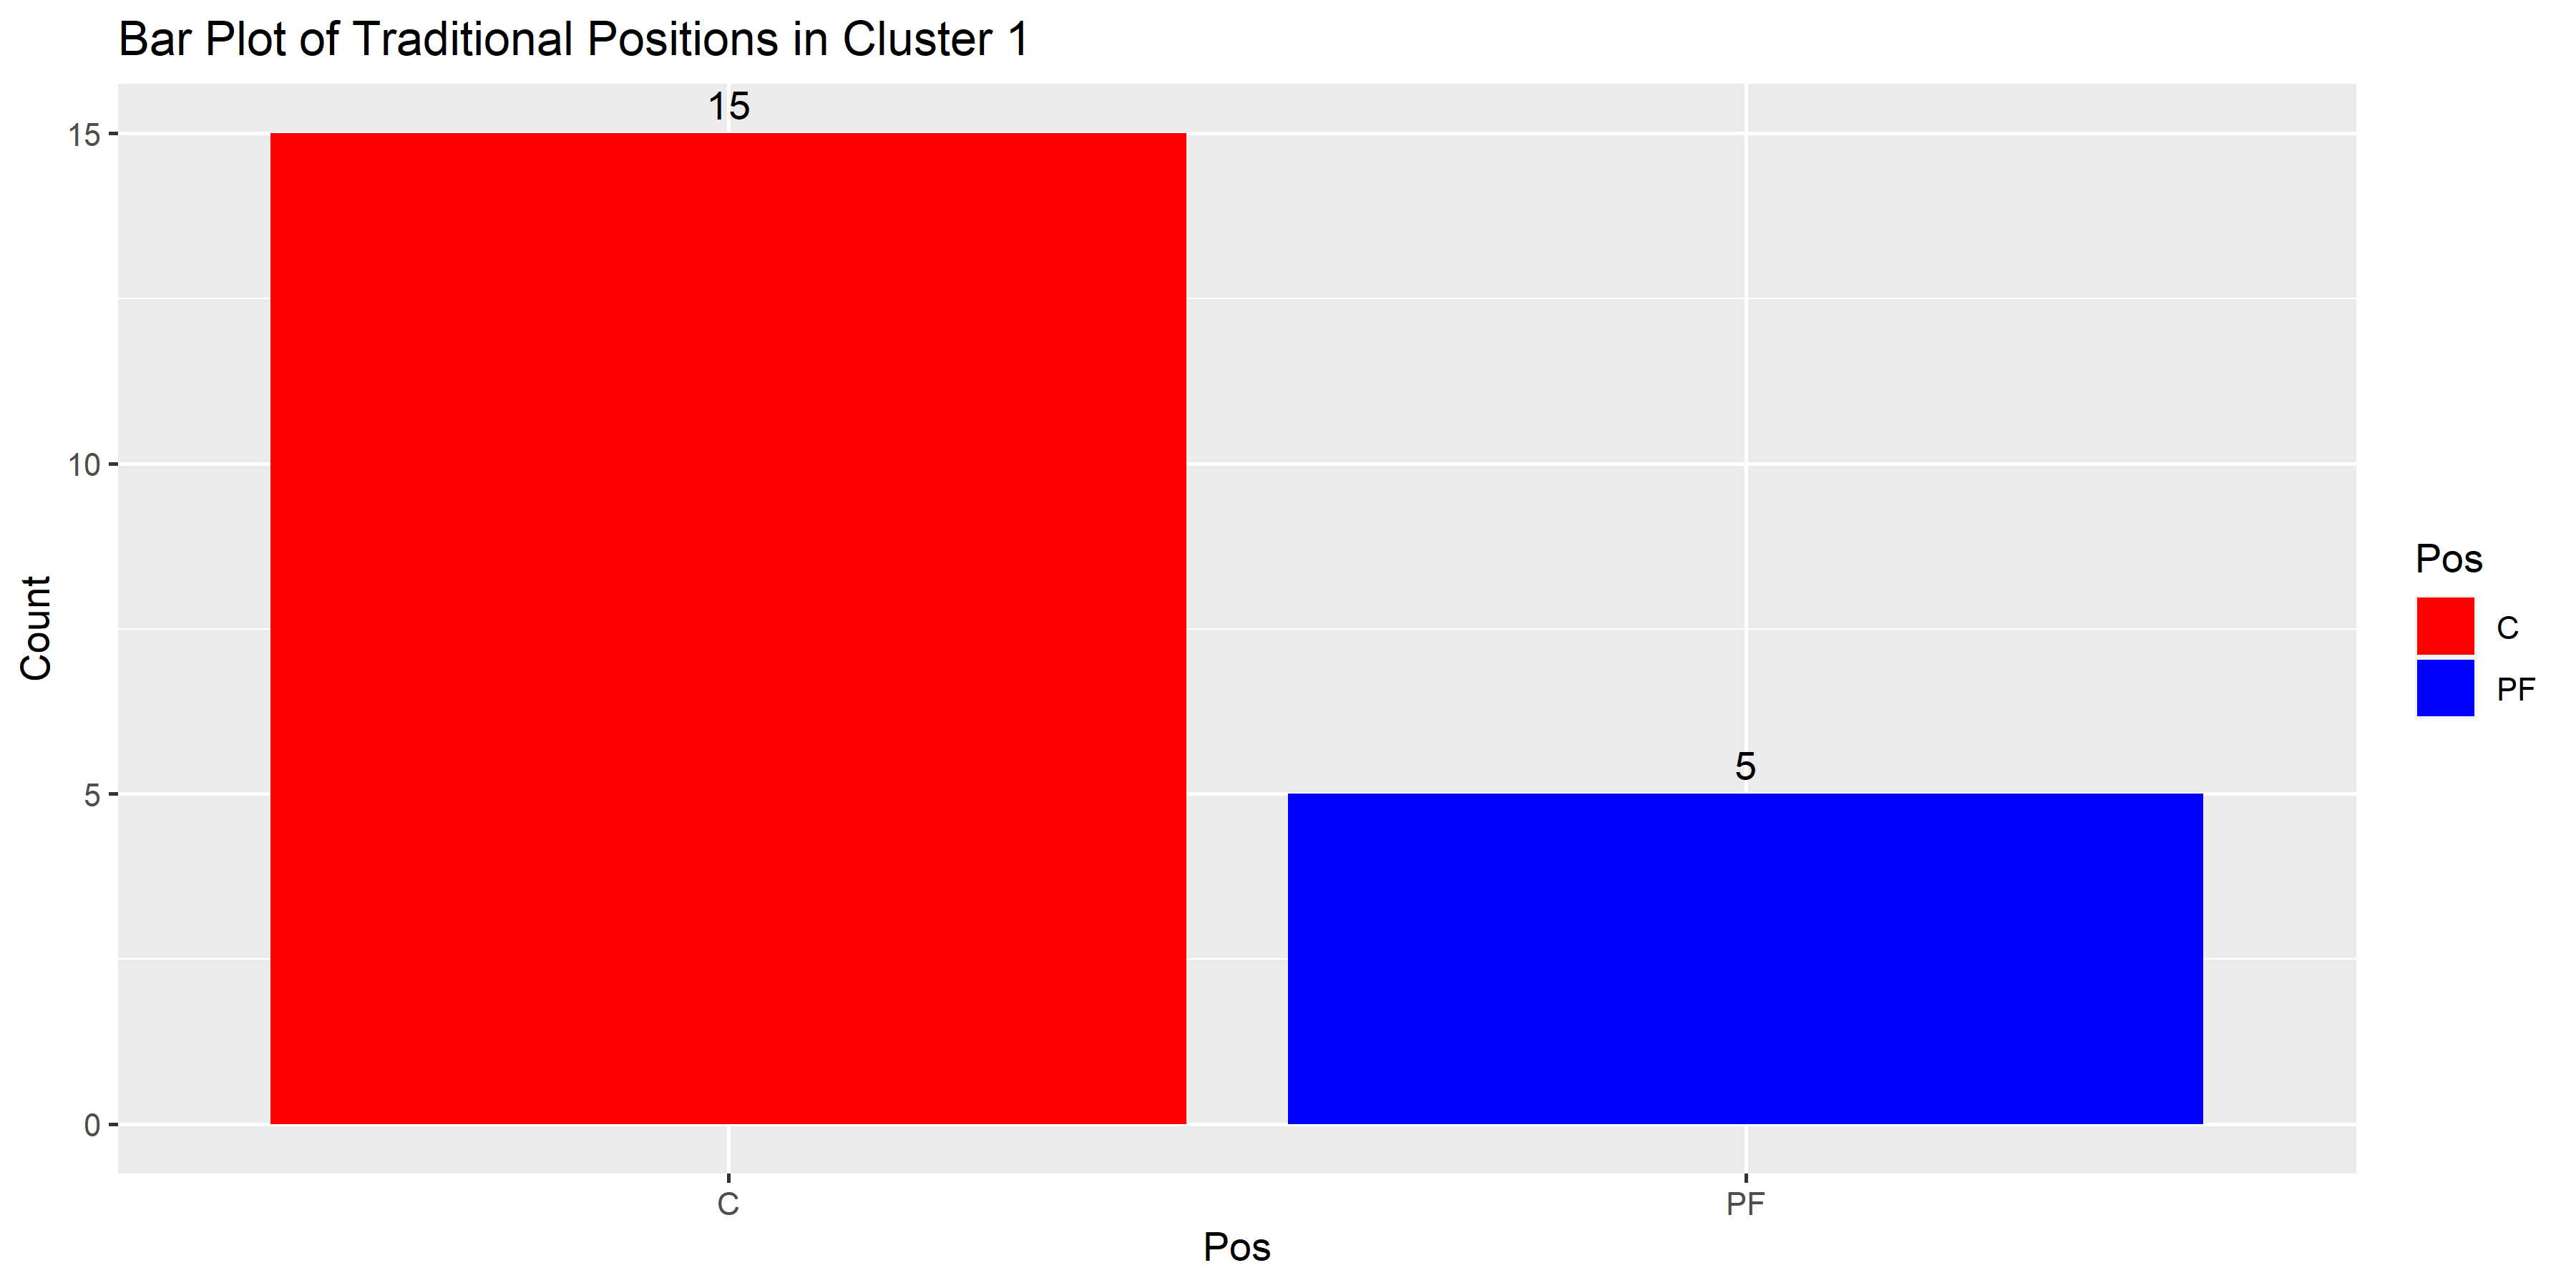 Bar Plot of Traditional Positions in Cluster 1
15
15
10
5
5
0
Count
C
PF
Pos
Pos
C
PF